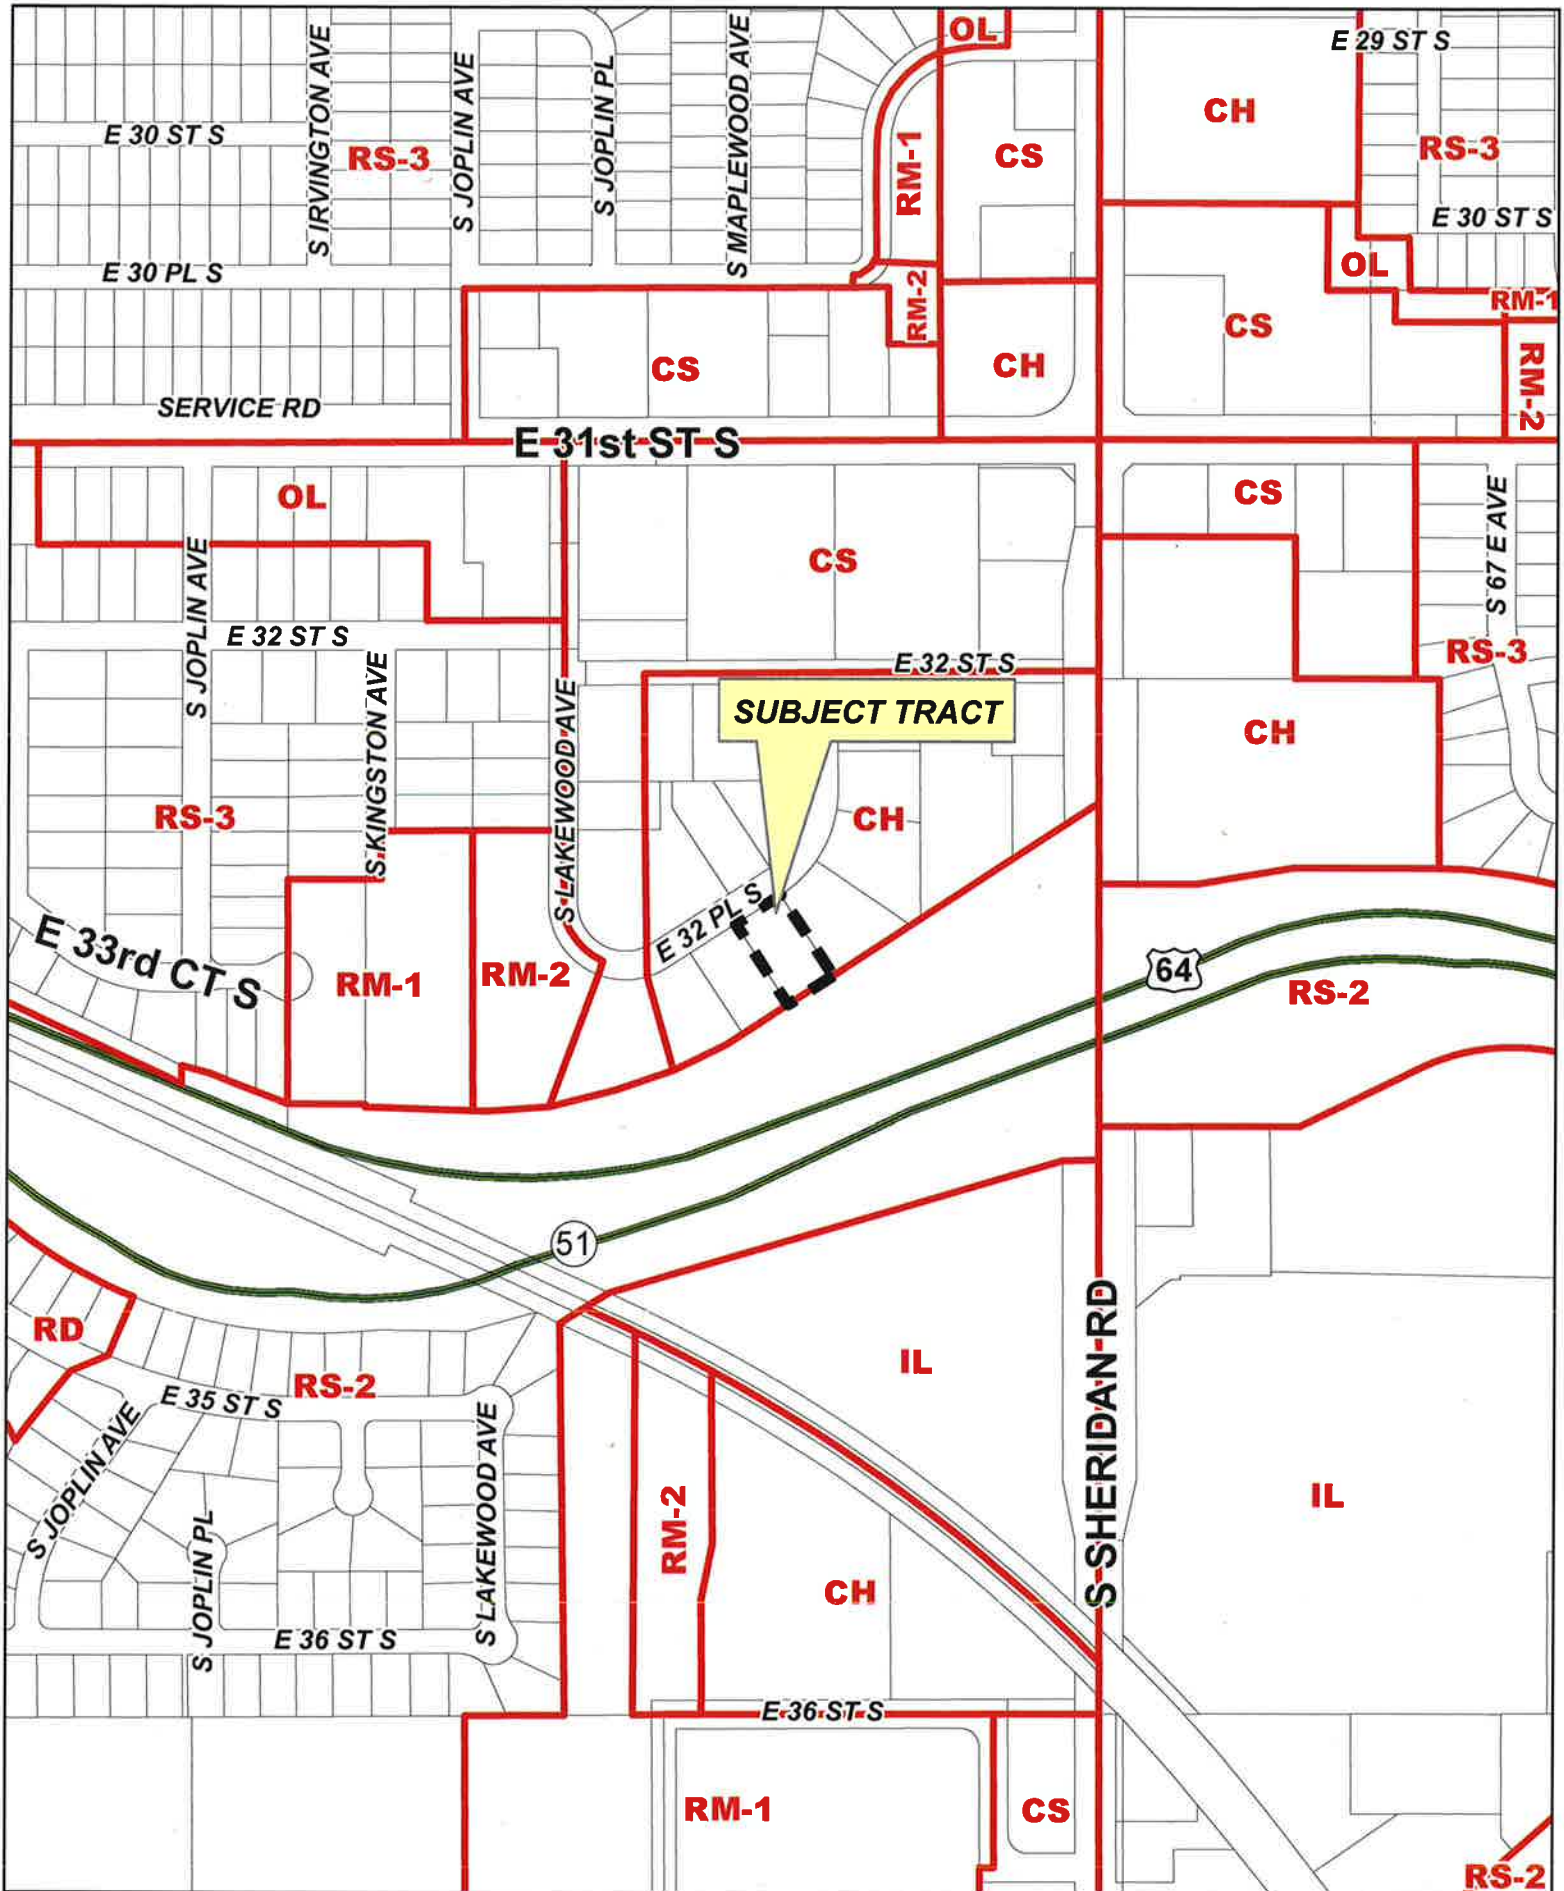 OL
E 29 ST S
S IRVINGTON AVE
S JOPLIN AVE
S JOPLIN PL
S MAPLEWOOD AVE
CH
E 30 ST S
RS-3
RM-1
CS
RS-3
E 30 ST S
E 30 PL S
OL
RM-2
RM-1
CS
CS
CH
RM-2
SERVICE RD
E 31st ST S
OL
CS
S 67 E AVE
CS
S JOPLIN AVE
E 32 ST S
S KINGSTON AVE
E 32 ST S
RS-3
S LAKEWOOD AVE
SUBJECT TRACT
CH
RS-3
CH
E 32 PL S
E 33rd CT S
RM-1
RM-2
64
RS-2
51
RD
RS-2
IL
S SHERIDAN RD
E 35 ST S
S JOPLIN AVE
S LAKEWOOD AVE
IL
RM-2
S JOPLIN PL
CH
E 36 ST S
E 36 ST S
RM-1
CS
RS-2